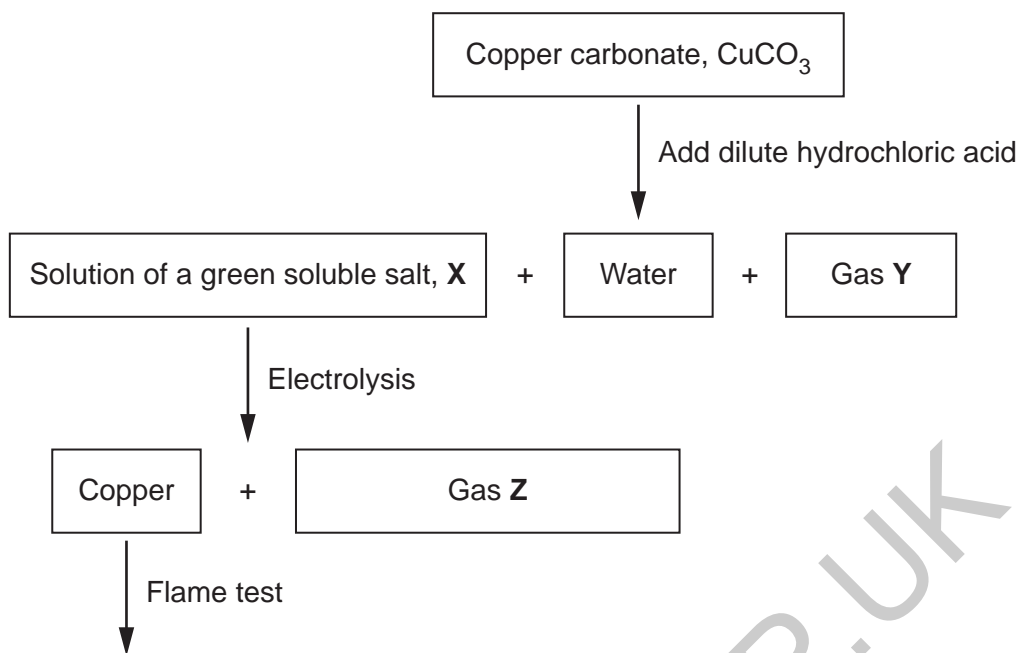 Copper carbonate, CuCO₃
Add dilute hydrochloric acid
Solution of a green soluble salt, X + Water + Gas Y
Electrolysis
Copper + Gas Z
Flame test
R.UK